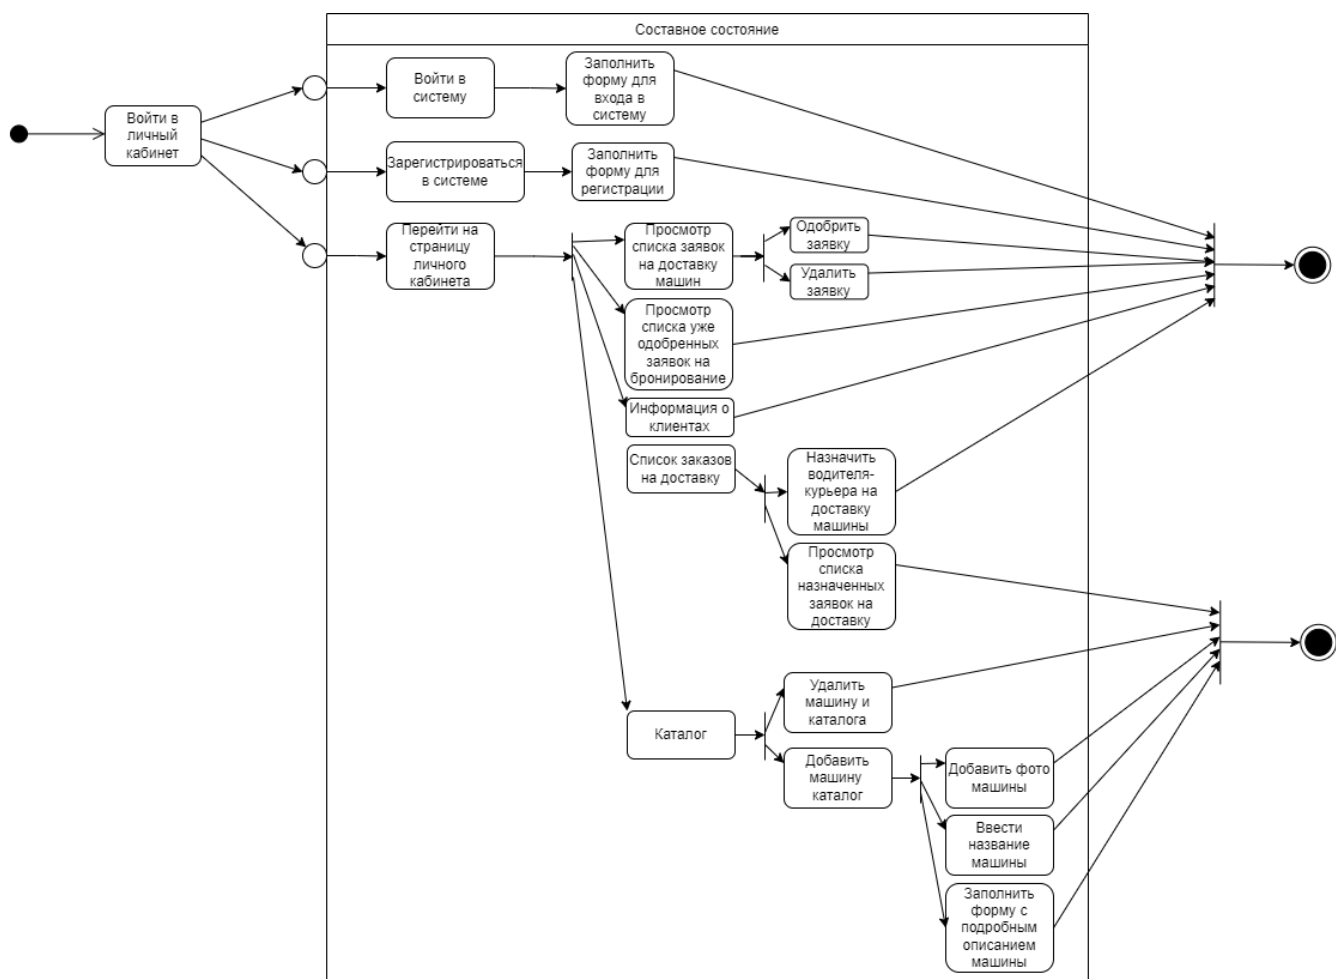 Составное состояние
Войти в
личный
кабинет
Войти в
систему
Заполнить
форму для
входа в
систему
Зарегистрироваться
в системе
Заполнить
форму для
регистрации
Перейти на
страницу
личного
кабинета
Просмотр
списка заявок
на доставку
машин
Одобрить
заявку
Удалить
заявку
Просмотр
списка уже
одобренных
заявок на
бронирование
Информация о
клиентах
Список заказов
на доставку
Назначить
водителя-
курьера на
доставку
машины
Просмотр
списка
назначенных
заявок на
доставку
Каталог
Удалить
машину и
каталога
Добавить
машину
каталог
Добавить фото
машины
Ввести
название
машины
Заполнить
форму с
подробным
описанием
машины